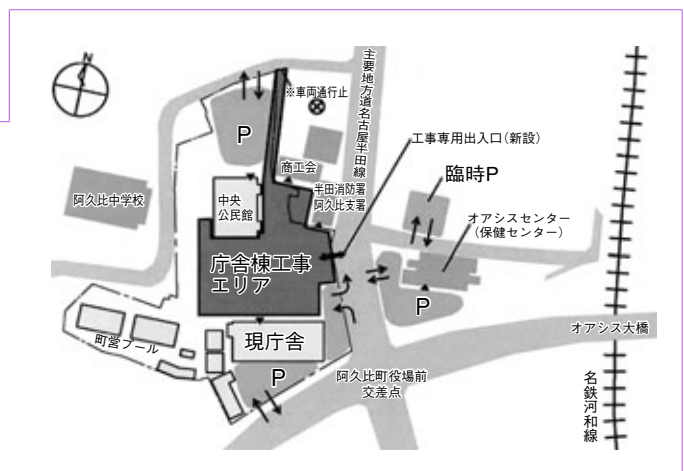 N
主要地方道名古屋半田線
※車両通行止
P
工事専用出入口(新設)
商工会
臨時P
半田消防署
阿久比支署
阿久比中学校
中央
公民館
オアシスセンター
(保健センター)
庁舎棟工事
エリア
P
オアシス大橋
町営プール
現庁舎
P
阿久比町役場前
交差点
名鉄河和線